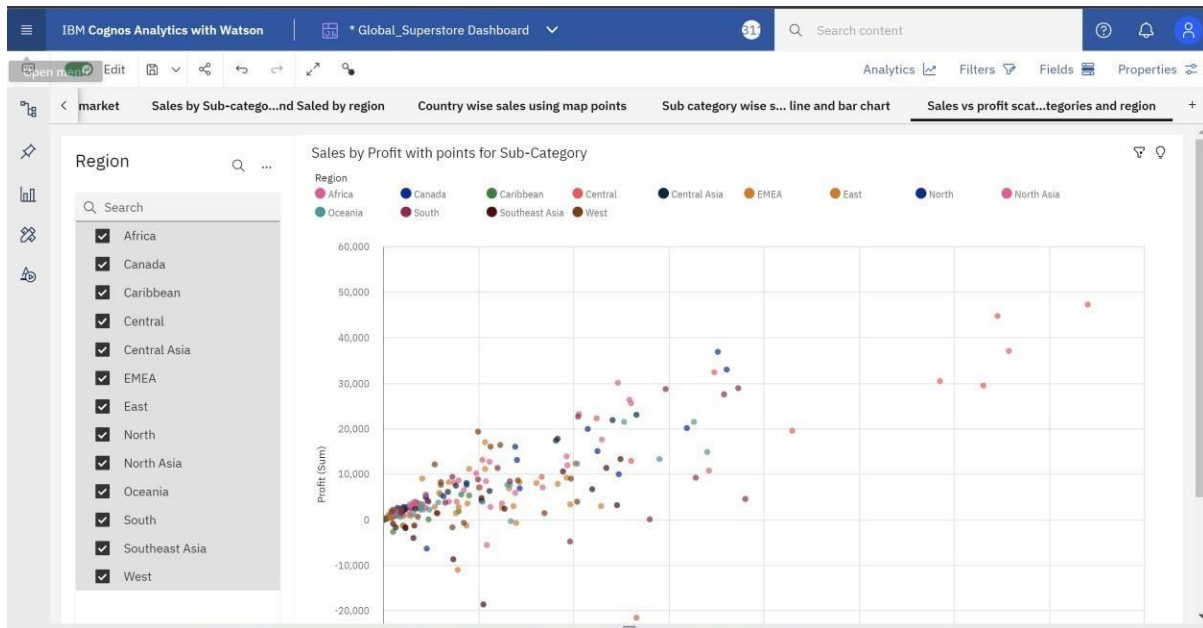 IBM Cognos Analytics with Watson
* Global_Superstore Dashboard
Search content
Open menu
Edit
Analytics
Filters
Fields
Properties
market
Sales by Sub-catego...nd Saled by region
Country wise sales using map points
Sub category wise s... line and bar chart
Sales vs profit scat...tegories and region
+
Region
...
Search
Africa
Canada
Caribbean
Central
Central Asia
EMEA
East
North
North Asia
Oceania
South
Southeast Asia
West
Sales by Profit with points for Sub-Category
Region
Africa Canada Caribbean Central Central Asia EMEA East North North Asia
Oceania South Southeast Asia West
Profit (Sum)
60,000
50,000
40,000
30,000
20,000
10,000
0
-10,000
-20,000